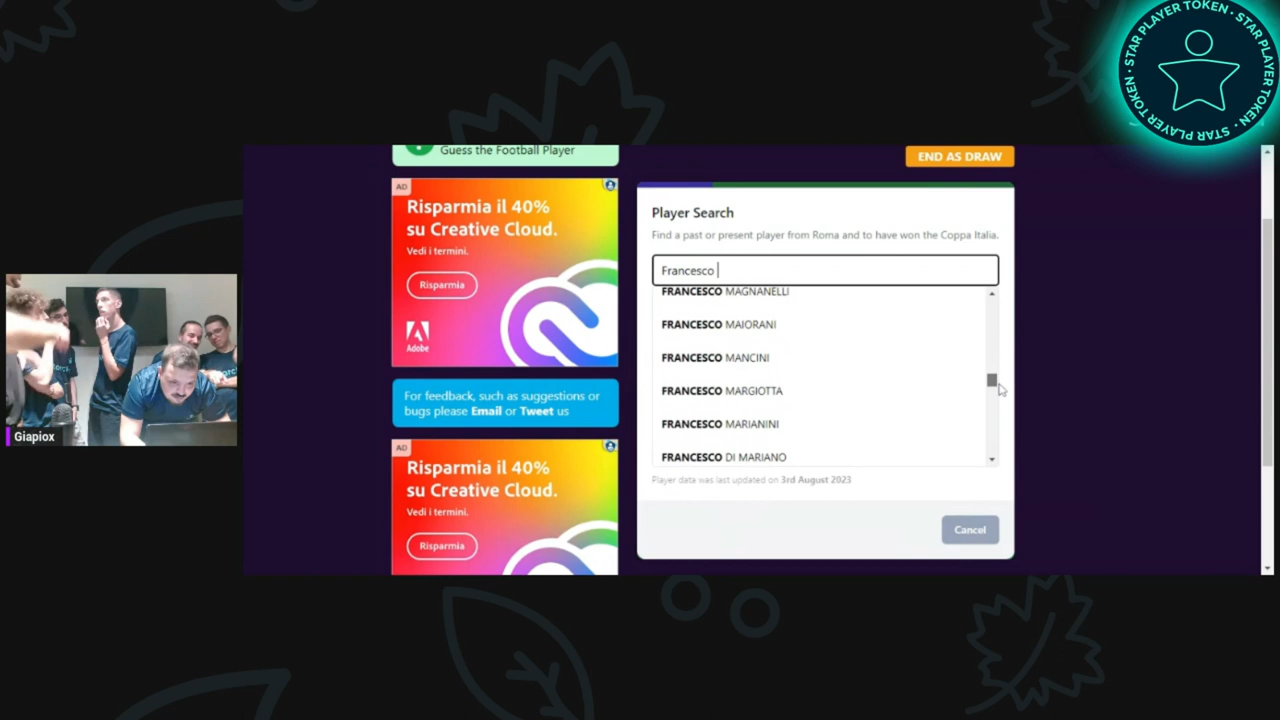 STAR PLAYER TOKEN • STAR PLAYER TOKEN • STAR PLAYER TOKEN •
Guess the Football Player
END AS DRAW
AD
Risparmia il 40%
su Creative Cloud.
Vedi i termini.
Risparmia
Adobe
For feedback, such as suggestions or
bugs please Email or Tweet us
AD
Risparmia il 40%
su Creative Cloud.
Vedi i termini.
Risparmia
Player Search
Find a past or present player from Roma and to have won the Coppa Italia.
Francesco
FRANCESCO MAGNANELLI
FRANCESCO MAIORANI
FRANCESCO MANCINI
FRANCESCO MARGIOTTA
FRANCESCO MARIANINI
FRANCESCO DI MARIANO
Player data was last updated on 3rd August 2023
Cancel
Giapiox